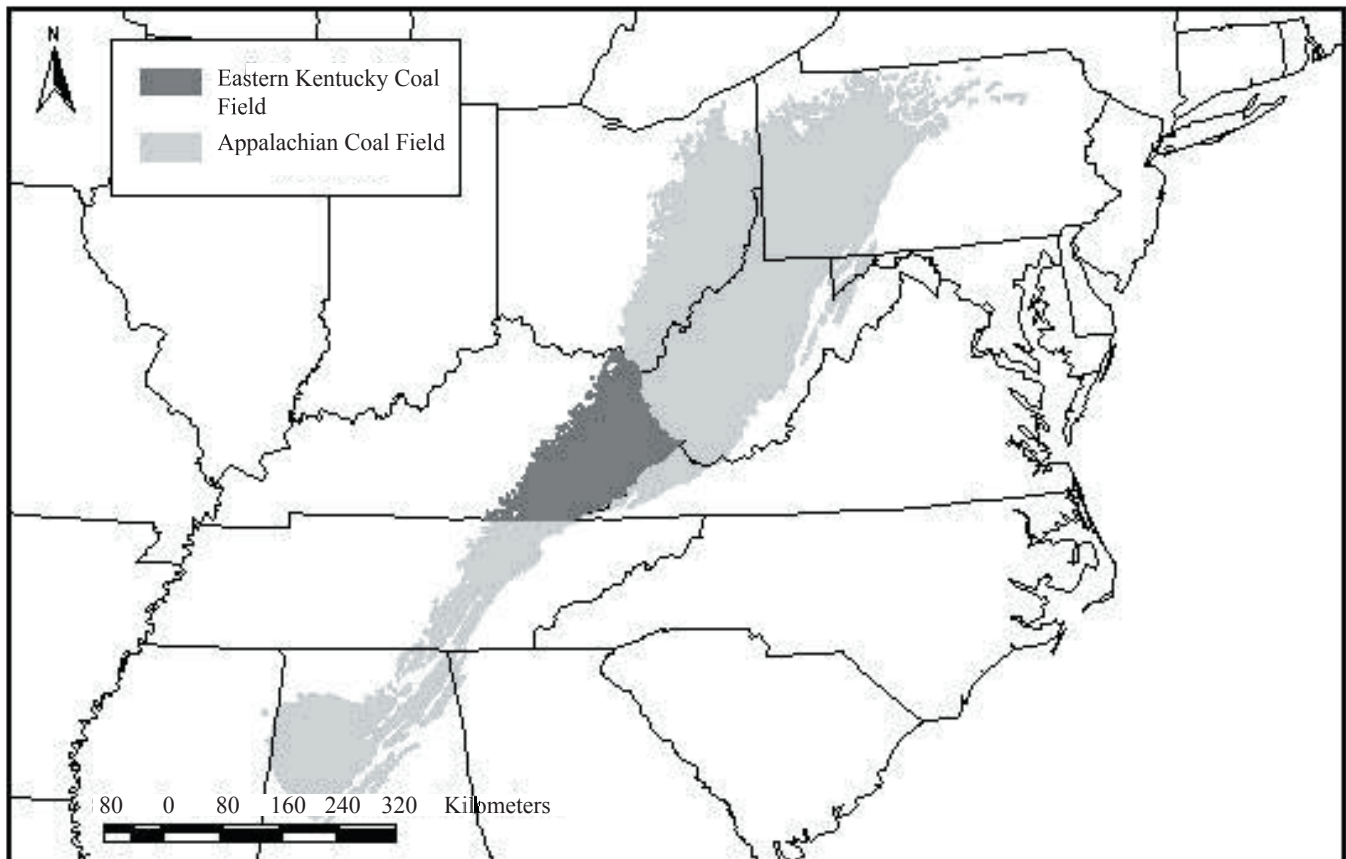 N
Eastern Kentucky Coal
Field
Appalachian Coal Field
80 0 80 160 240 320 Kilometers